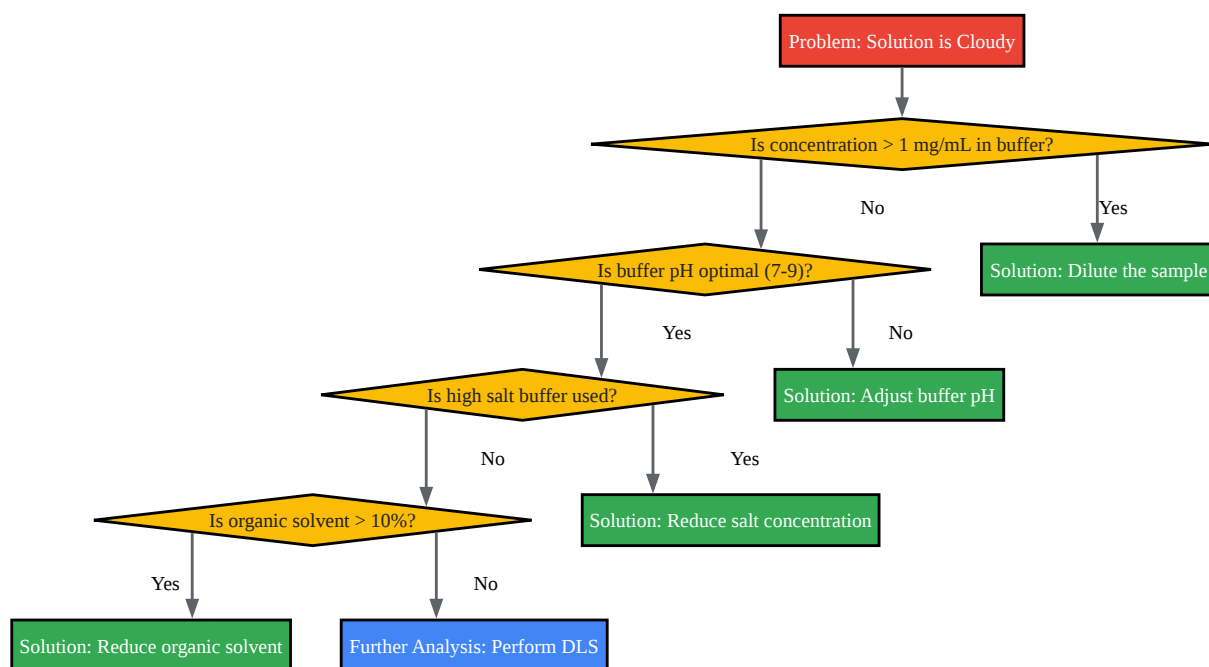 Problem: Solution is Cloudy
Is concentration > 1 mg/mL in buffer?
No
Yes
Is buffer pH optimal (7-9)?
Solution: Dilute the sample
Yes
No
Is high salt buffer used?
Solution: Adjust buffer pH
No
Yes
Is organic solvent > 10%?
Solution: Reduce salt concentration
Yes
No
Solution: Reduce organic solvent
Further Analysis: Perform DLS